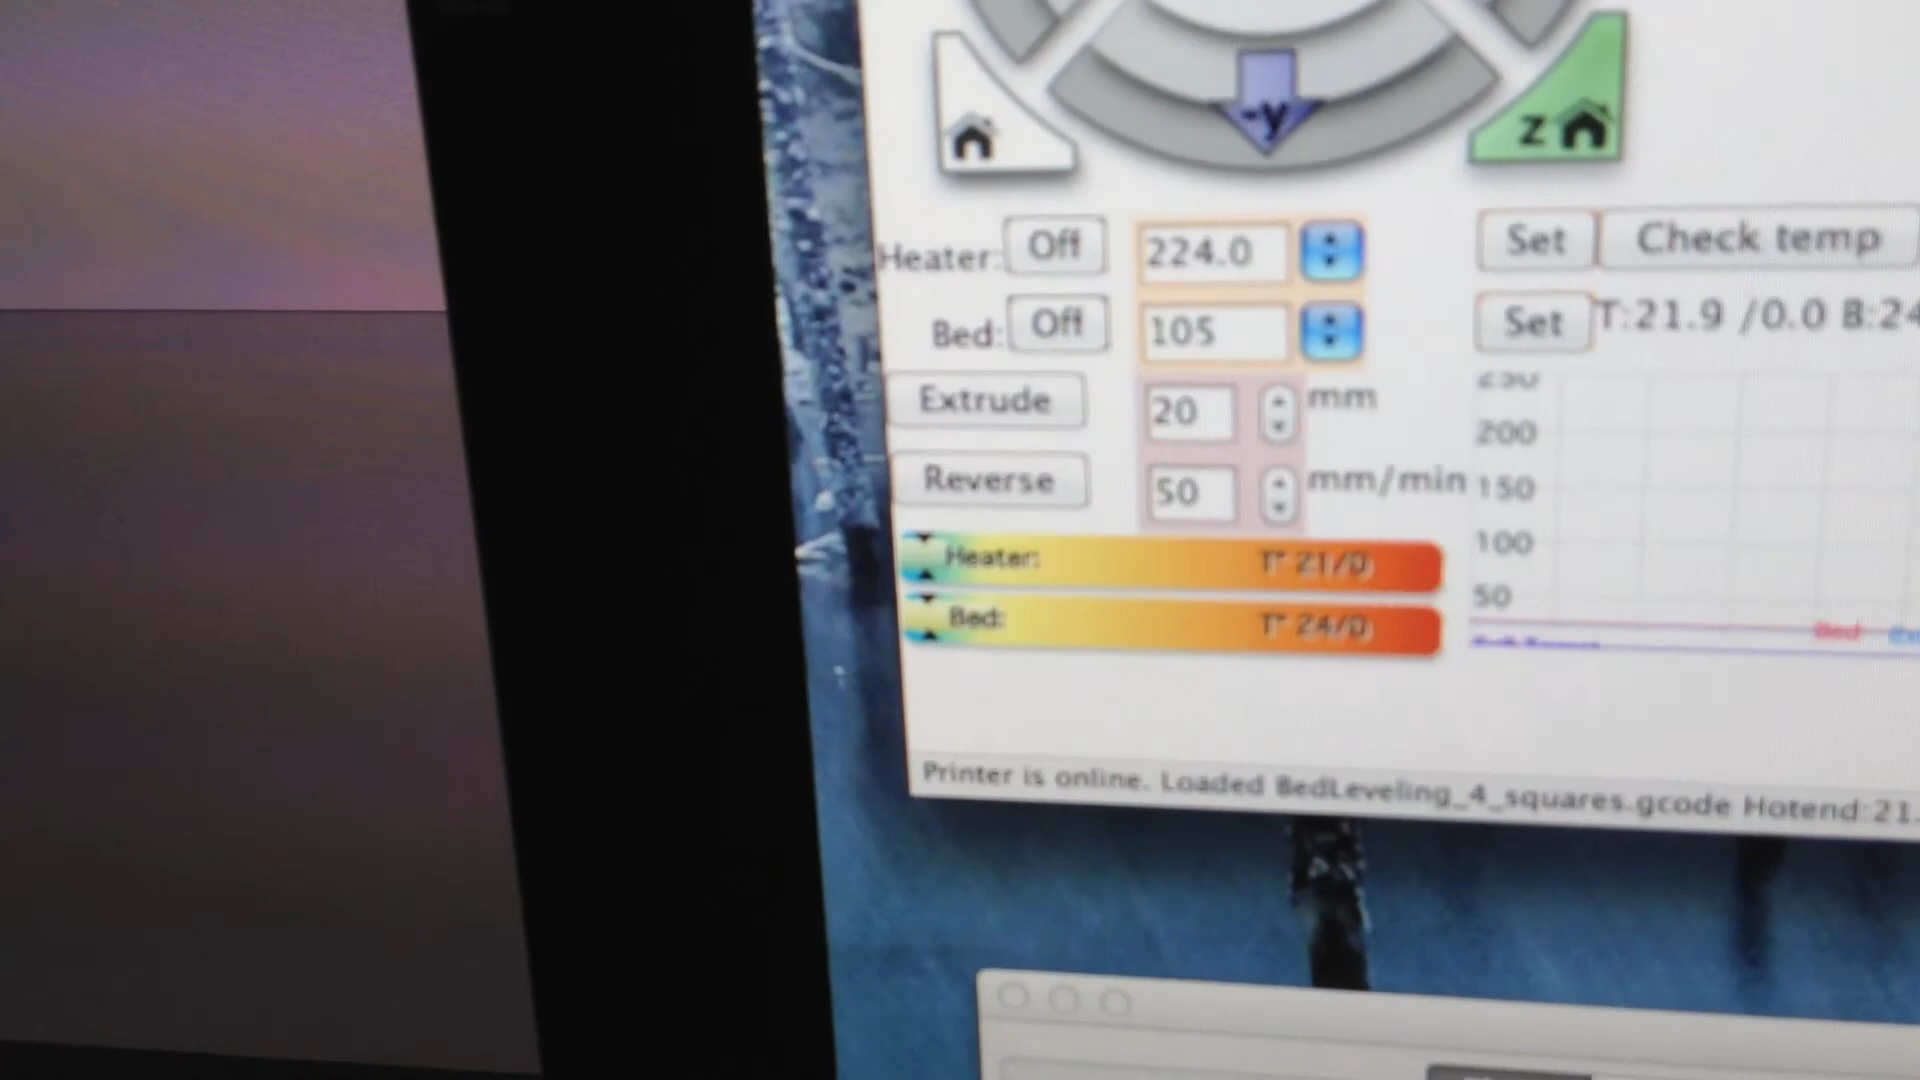 -y
Z
Heater: Off 224.0 Set Check temp
Bed: Off 105 Set T:21.9 /0.0 B:24
Extrude 20 mm
Reverse 50 mm/min
250
200
150
100
50
Heater: T° 21/0
Bed: T° 24/0
Bed
Printer is online. Loaded BedLeveling_4_squares.gcode Hotend:21.